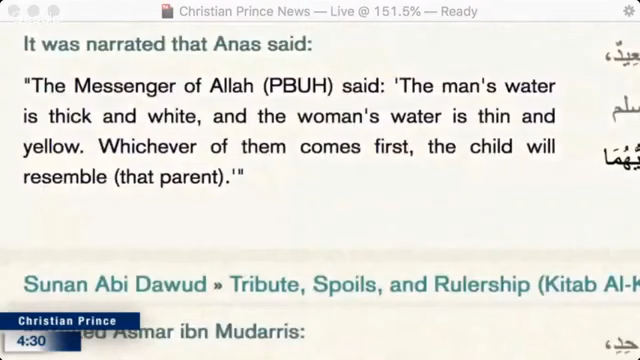 Christian Prince News — Live @ 151.5% — Ready
It was narrated that Anas said:
"The Messenger of Allah (PBUH) said: 'The man's water
is thick and white, and the woman's water is thin and
yellow. Whichever of them comes first, the child will
resemble (that parent).'"
Sunan Abi Dawud » Tribute, Spoils, and Rulership (Kitab Al-K
Christian Prince
Asmar ibn Mudarris:
4:30